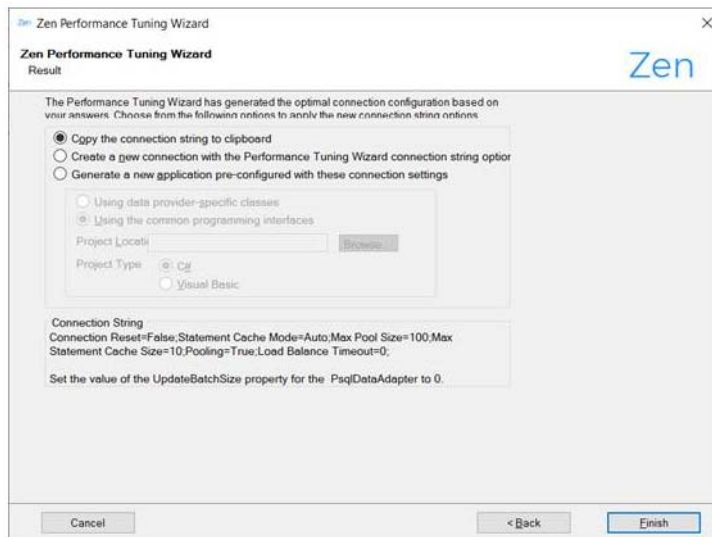 Zen Zen Performance Tuning Wizard
Zen Performance Tuning Wizard
Result
Zen
The Performance Tuning Wizard has generated the optimal connection configuration based on
your answers. Choose from the following options to apply the new connection string options
Copy the connection string to clipboard
Create a new connection with the Performance Tuning Wizard connection string option
Generate a new application pre-configured with these connection settings
Using data provider-specific classes
Using the common programming interfaces
Project Locati
Browse...
Project Type
C#
Visual Basic
Connection String
Connection Reset=False;Statement Cache Mode=Auto;Max Pool Size=100;Max
Statement Cache Size=10;Pooling=True;Load Balance Timeout=0;
Set the value of the UpdateBatchSize property for the PsqlDataAdapter to 0.
Cancel
< Back
Finish